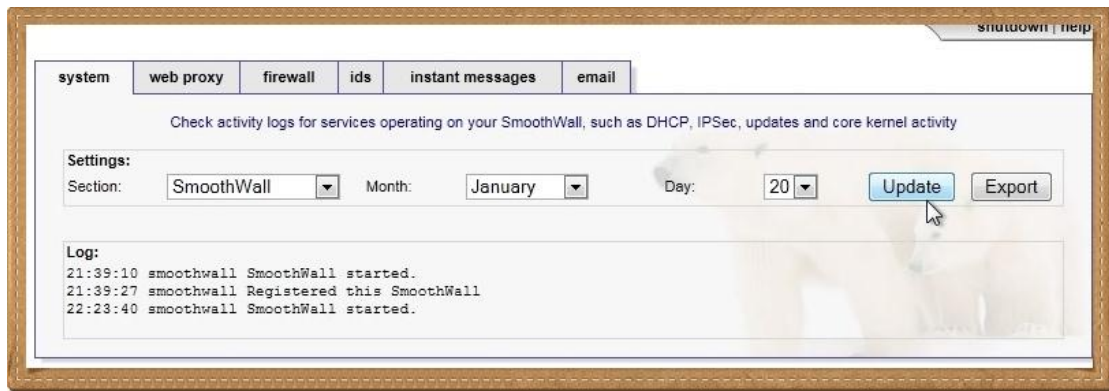 shutdown | help
system web proxy firewall ids instant messages email
Check activity logs for services operating on your SmoothWall, such as DHCP, IPSec, updates and core kernel activity
Settings:
Section: SmoothWall Month: January Day: 20 Update Export
Log:
21:39:10 smoothwall SmoothWall started.
21:39:27 smoothwall Registered this SmoothWall
22:23:40 smoothwall SmoothWall started.